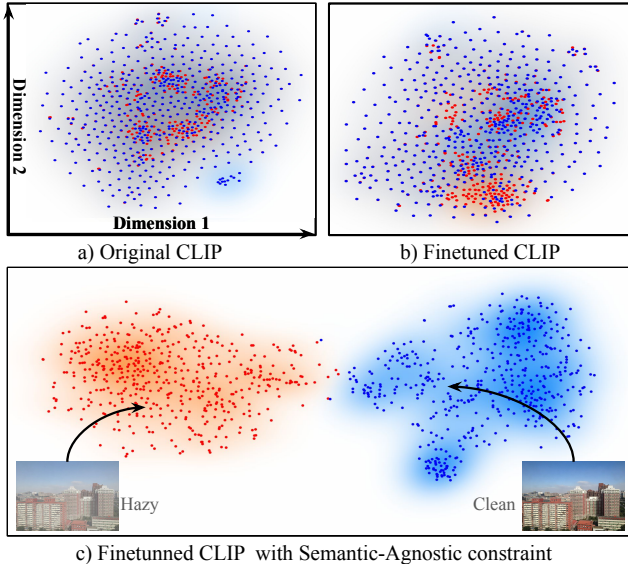 Dimension 2
Dimension 1
a) Original CLIP
b) Finetuned CLIP
Hazy
Clean
c) Finetunned CLIP with Semantic-Agnostic constraint